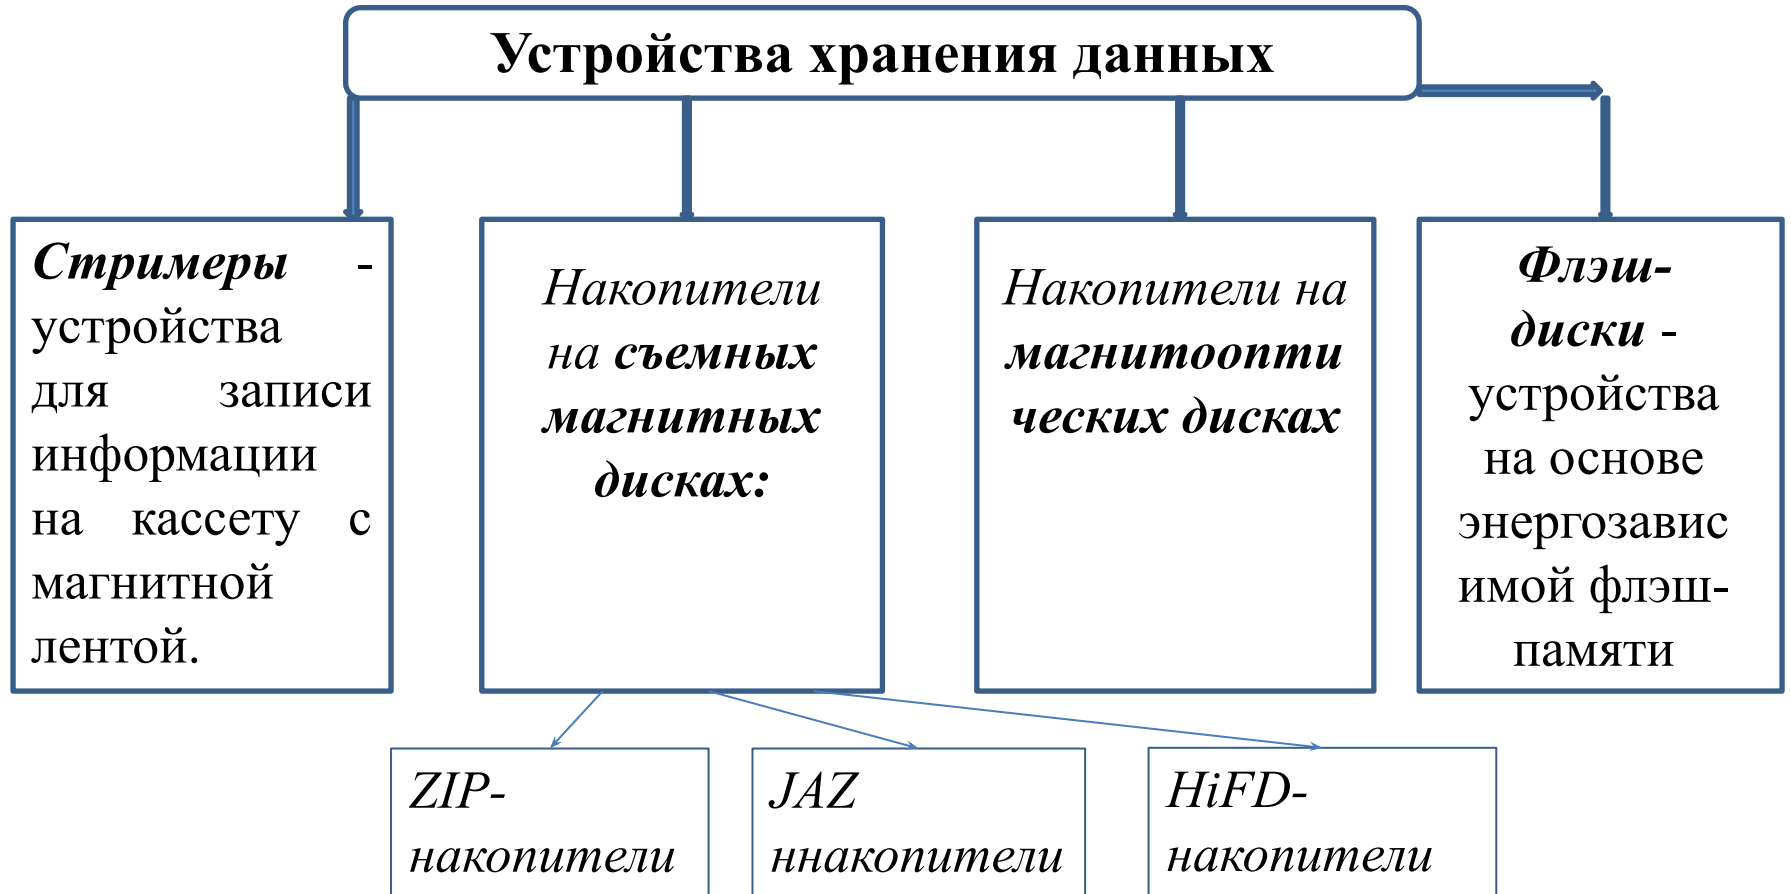 Устройства хранения данных
Стримеры -
устройства
для записи
информации
на кассету с
магнитной
лентой.
Накопители
на съемных
магнитных
дисках:
Накопители на
магнитоопти
ческих дисках
Флэш-
диски -
устройства
на основе
энергозавис
имой флэш-
памяти
ZIP-
накопители
JAZ
ннакопители
HiFD-
накопители